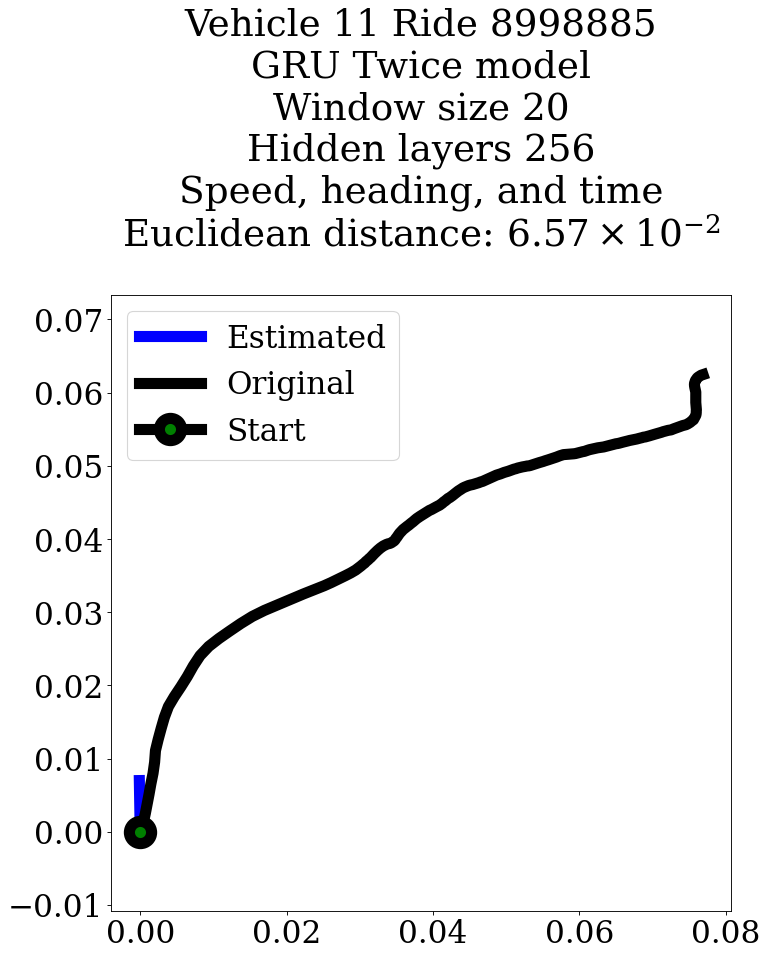 Vehicle 11 Ride 8998885
GRU Twice model
Window size 20
Hidden layers 256
Speed, heading, and time
Euclidean distance: 6.57 × 10⁻²
Estimated
Original
Start
0.07
0.06
0.05
0.04
0.03
0.02
0.01
0.00
−0.01
0.00 0.02 0.04 0.06 0.08